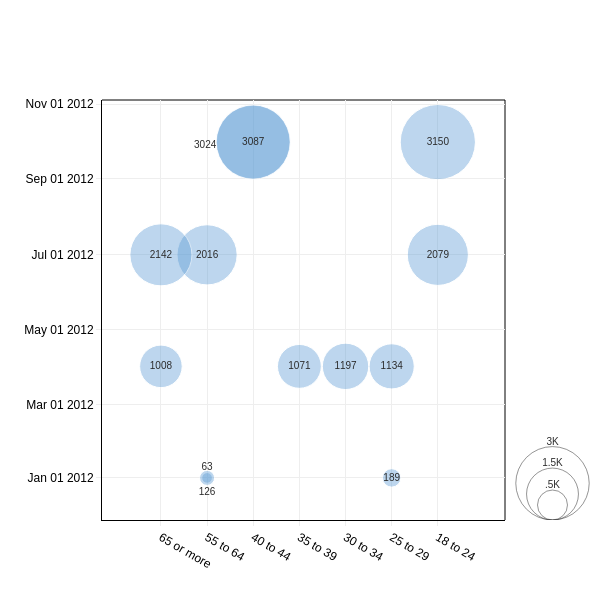 Nov 01 2012
3024
3087
3150
Sep 01 2012
2142
2016
2079
Jul 01 2012
May 01 2012
1008
1071
1197
1134
Mar 01 2012
63
126
189
Jan 01 2012
3K
1.5K
.5K
65 or more
55 to 64
40 to 44
35 to 39
30 to 34
25 to 29
18 to 24